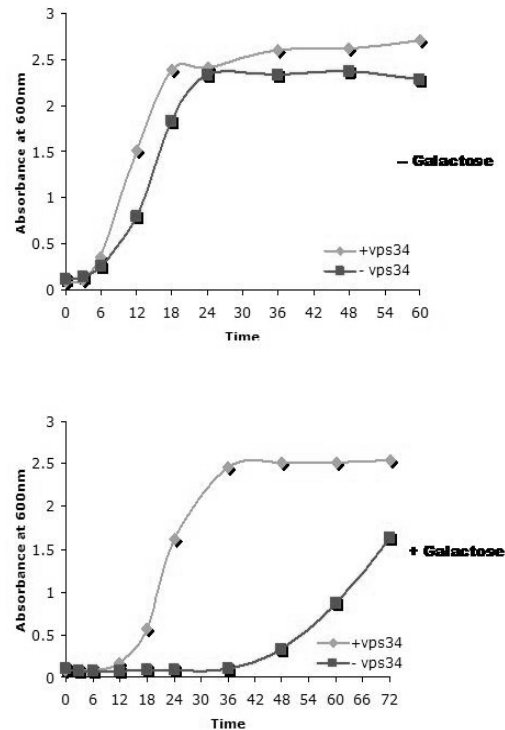 3
2.5
2
1.5
1
0.5
0
Absorbance at 600nm
– Galactose
+vps34
- vps34
0 6 12 18 24 30 36 42 48 54 60
Time
3
2.5
2
1.5
1
0.5
0
Absorbance at 600nm
+ Galactose
+vps34
- vps34
0 6 12 18 24 30 36 42 48 54 60 66 72
Time